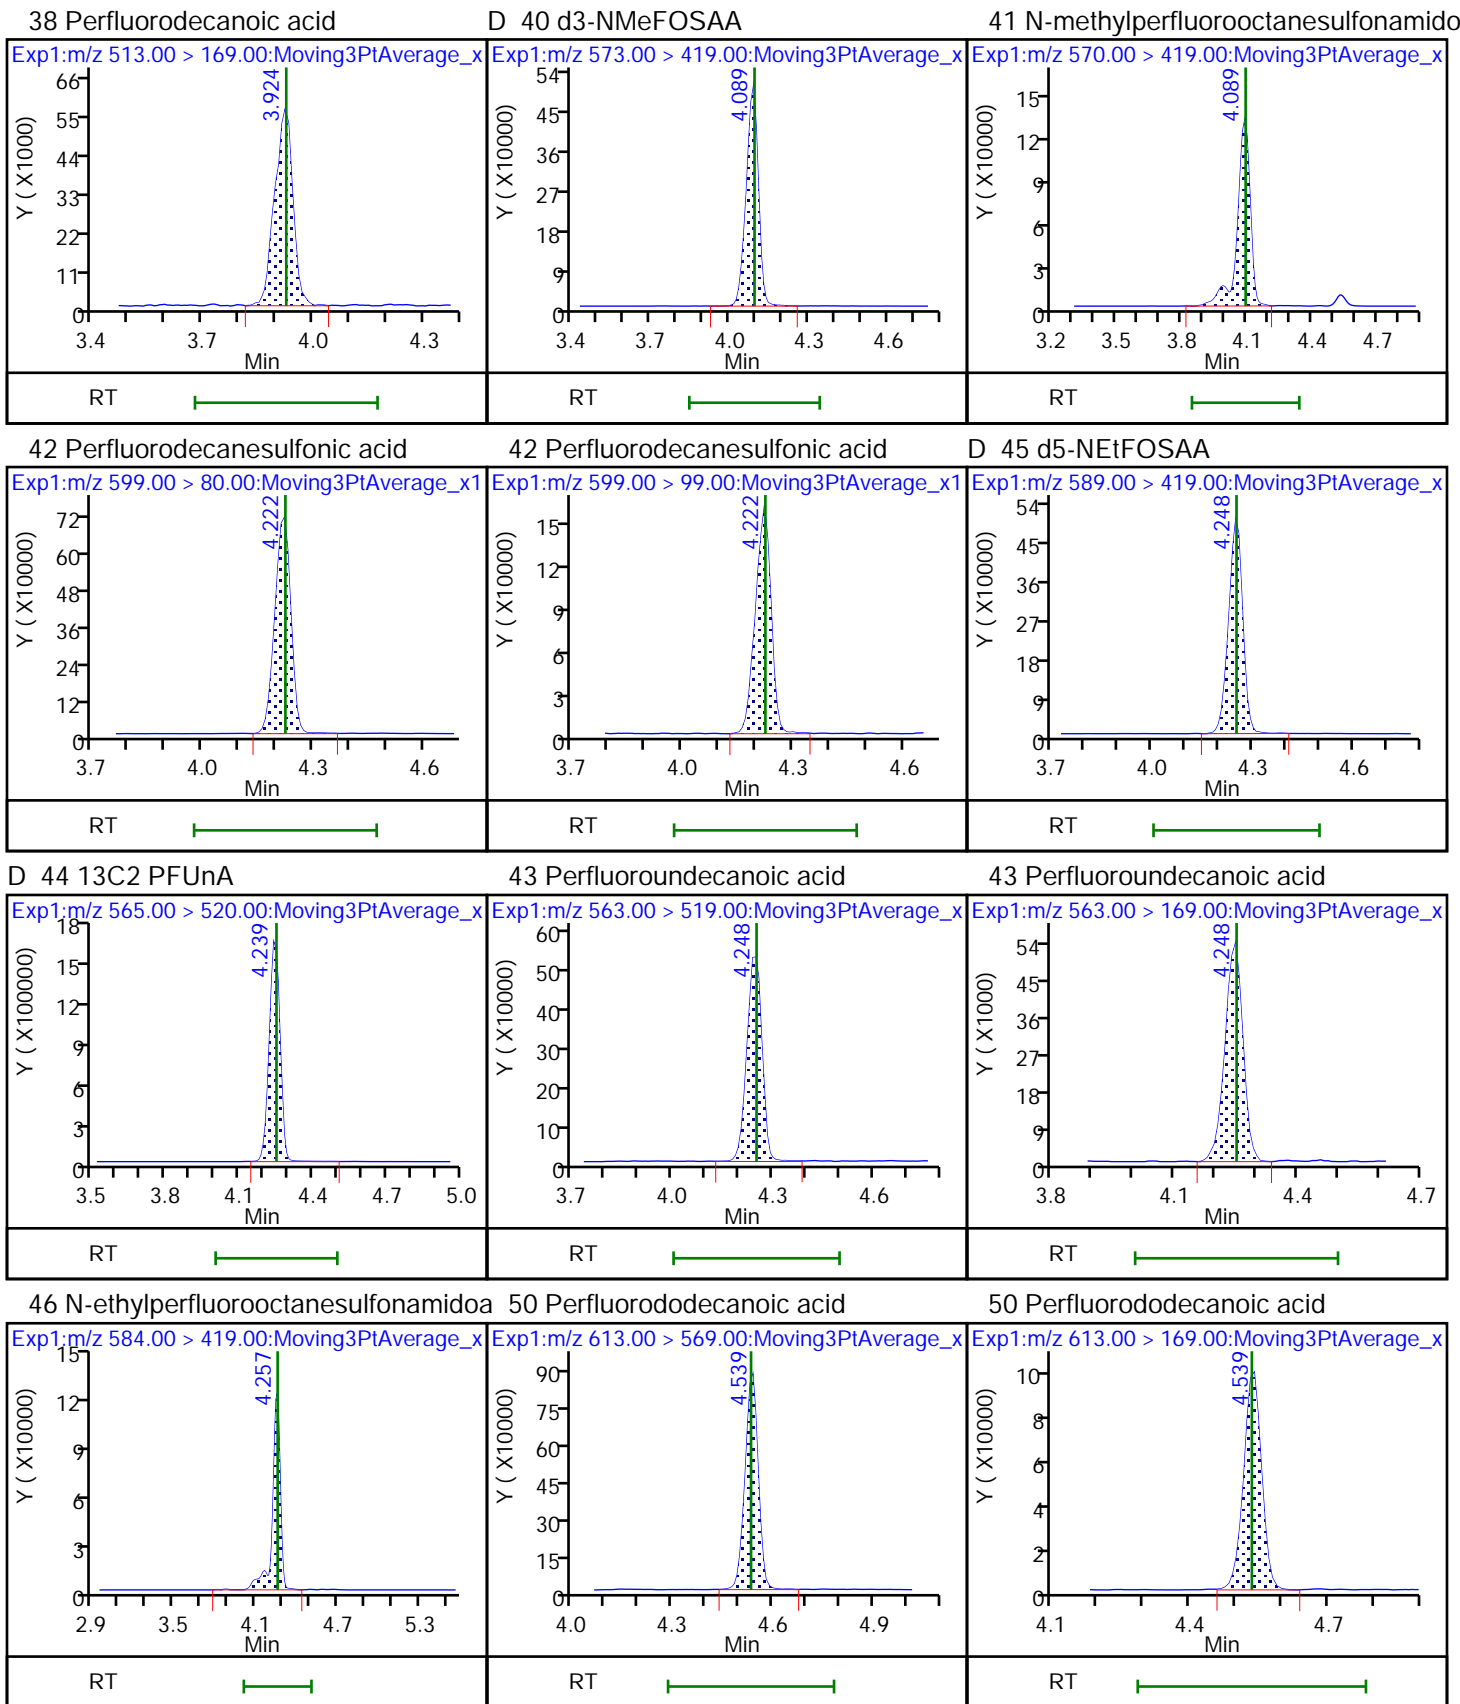 38 Perfluorodecanoic acid
Exp1:m/z 513.00 > 169.00:Moving3PtAverage_x
3.924
Y ( X10000)
66
55
44
33
22
11
0
3.4 3.7 4.0 4.3
Min
RT
D 40 d3-NMeFOSAA
Exp1:m/z 573.00 > 419.00:Moving3PtAverage_x
4.089
Y ( X10000)
54
45
36
27
18
9
0
3.4 4.0 4.6
Min
RT
41 N-methylperfluorooctanesulfonamido
Exp1:m/z 570.00 > 419.00:Moving3PtAverage_x
4.089
Y ( X10000)
15
12
9
6
3
0
3.2 3.5 3.8 4.1 4.4 4.7
Min
RT
42 Perfluorodecanesulfonic acid
Exp1:m/z 599.00 > 80.00:Moving3PtAverage_x1
4.222
Y ( X10000)
72
60
48
36
24
12
0
3.7 4.0 4.3 4.6
Min
RT
42 Perfluorodecanesulfonic acid
Exp1:m/z 599.00 > 99.00:Moving3PtAverage_x1
4.222
Y ( X10000)
15
12
9
6
3
0
3.7 4.0 4.3 4.6
Min
RT
D 45 d5-NEtFOSAA
Exp1:m/z 589.00 > 419.00:Moving3PtAverage_x
4.248
Y ( X10000)
54
45
36
27
18
9
0
3.7 4.0 4.3 4.6
Min
RT
D 44 13C2 PFUnA
Exp1:m/z 565.00 > 520.00:Moving3PtAverage_x
4.239
Y ( X100000)
18
15
12
9
6
3
0
3.5 3.8 4.1 4.4 4.7 5.0
Min
RT
43 Perfluoroundecanoic acid
Exp1:m/z 563.00 > 519.00:Moving3PtAverage_x
4.248
Y ( X10000)
60
50
40
30
20
10
0
3.7 4.0 4.3 4.6
Min
RT
43 Perfluoroundecanoic acid
Exp1:m/z 563.00 > 169.00:Moving3PtAverage_x
4.248
Y ( X1000)
54
45
36
27
18
9
0
3.8 4.1 4.4 4.7
Min
RT
46 N-ethylperfluorooctanesulfonamidoa
Exp1:m/z 584.00 > 419.00:Moving3PtAverage_x
4.257
Y ( X10000)
15
12
9
6
3
0
2.9 3.5 4.1 4.7 5.3
Min
RT
50 Perfluorododecanoic acid
Exp1:m/z 613.00 > 569.00:Moving3PtAverage_x
4.539
Y ( X10000)
90
75
60
45
30
15
0
4.0 4.3 4.6 4.9
Min
RT
50 Perfluorododecanoic acid
Exp1:m/z 613.00 > 169.00:Moving3PtAverage_x
4.539
Y ( X10000)
10
8
6
4
2
0
4.1 4.4 4.7
Min
RT